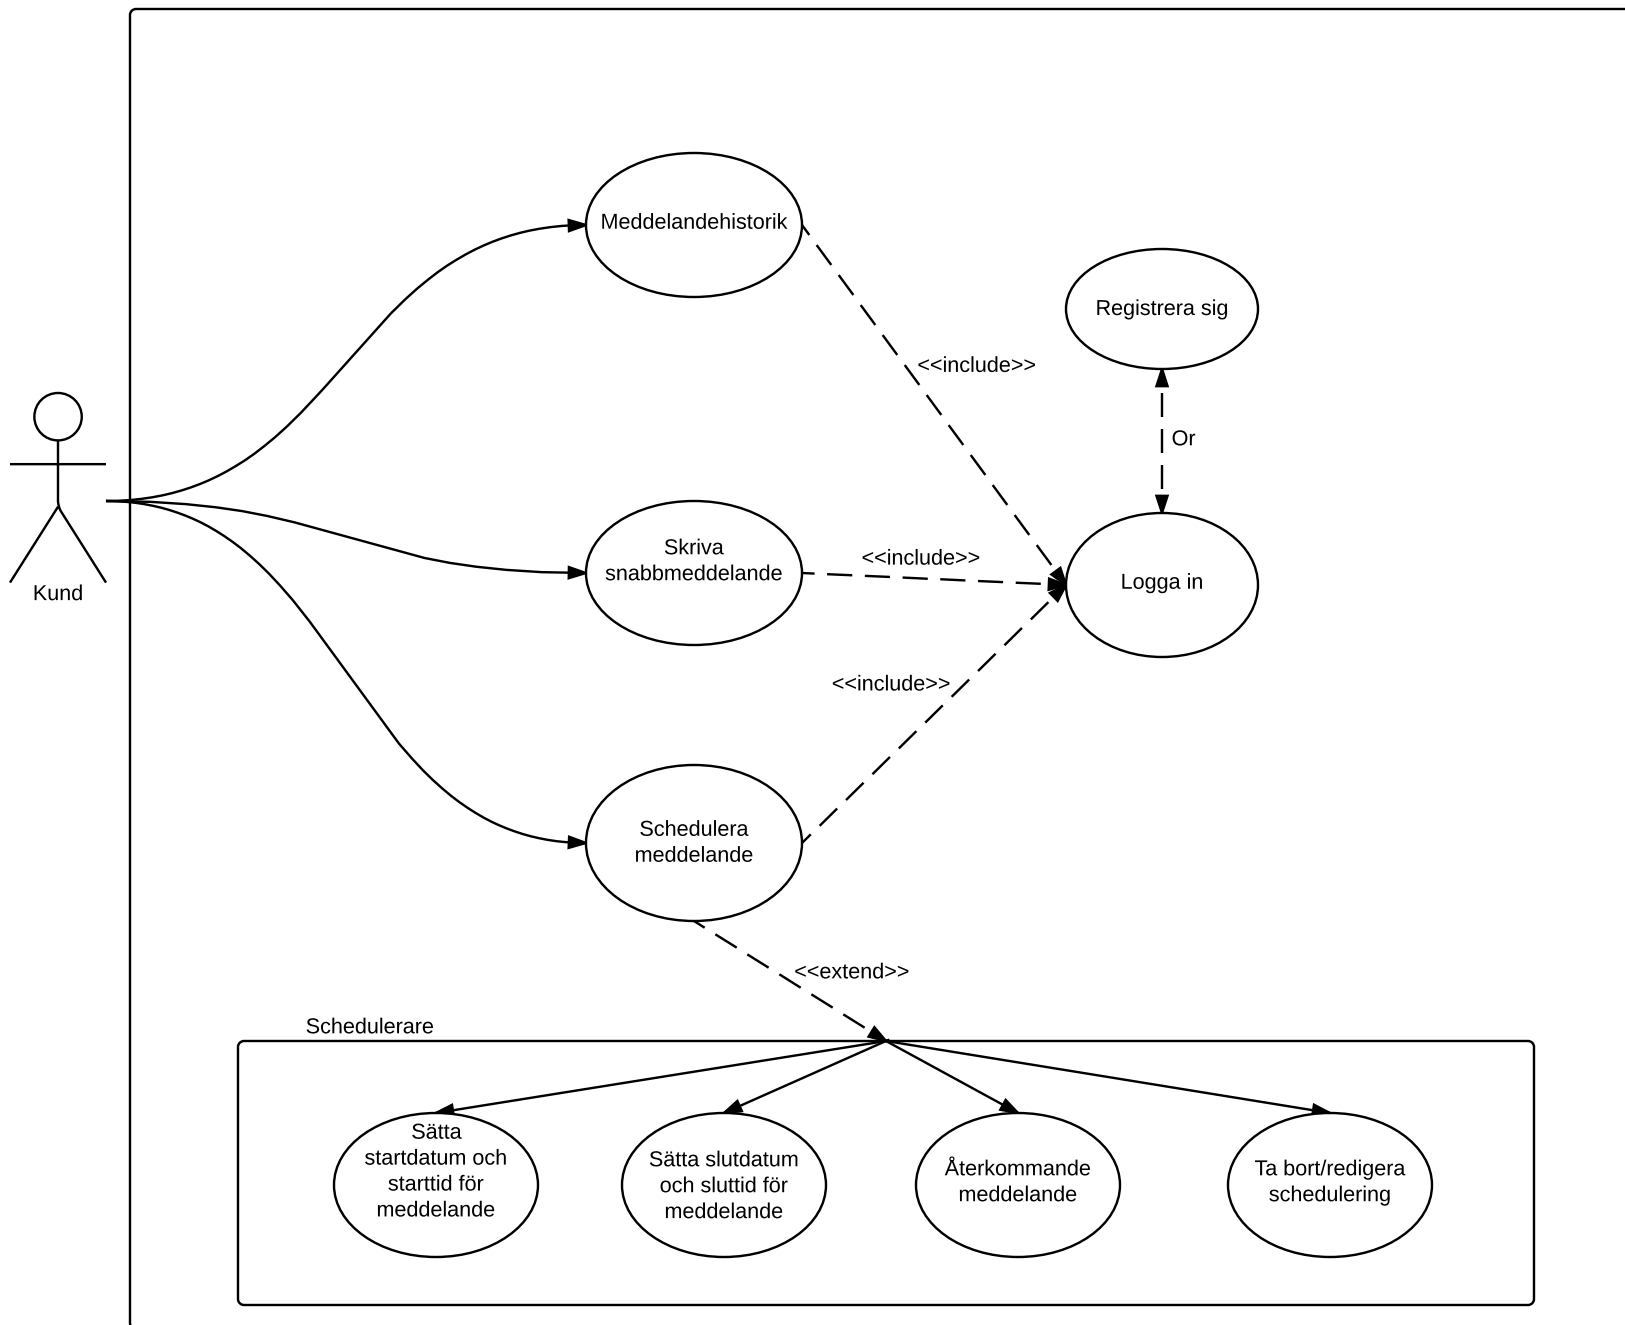 Meddelandehistorik
Registrera sig
<<include>>
Or
Kund
Skriva
snabbmeddelande
<<include>>
Logga in
<<include>>
Schedulera
meddelande
<<extend>>
Schedulerare
Sätta
startdatum och
starttid för
meddelande
Sätta slutdatum
och sluttid för
meddelande
Återkommande
meddelande
Ta bort/redigera
schedulering